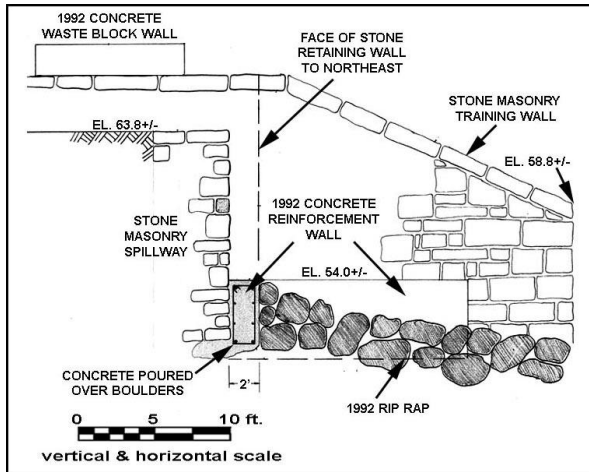 1992 CONCRETE
WASTE BLOCK WALL
FACE OF STONE
RETAINING WALL
TO NORTHEAST
STONE MASONRY
TRAINING WALL
EL. 63.8+/-
EL. 58.8+/-
STONE
MASONRY
SPILLWAY
1992 CONCRETE
REINFORCEMENT
WALL
EL. 54.0+/-
CONCRETE POURED
OVER BOULDERS
2'
1992 RIP RAP
0 5 10 ft.
vertical & horizontal scale